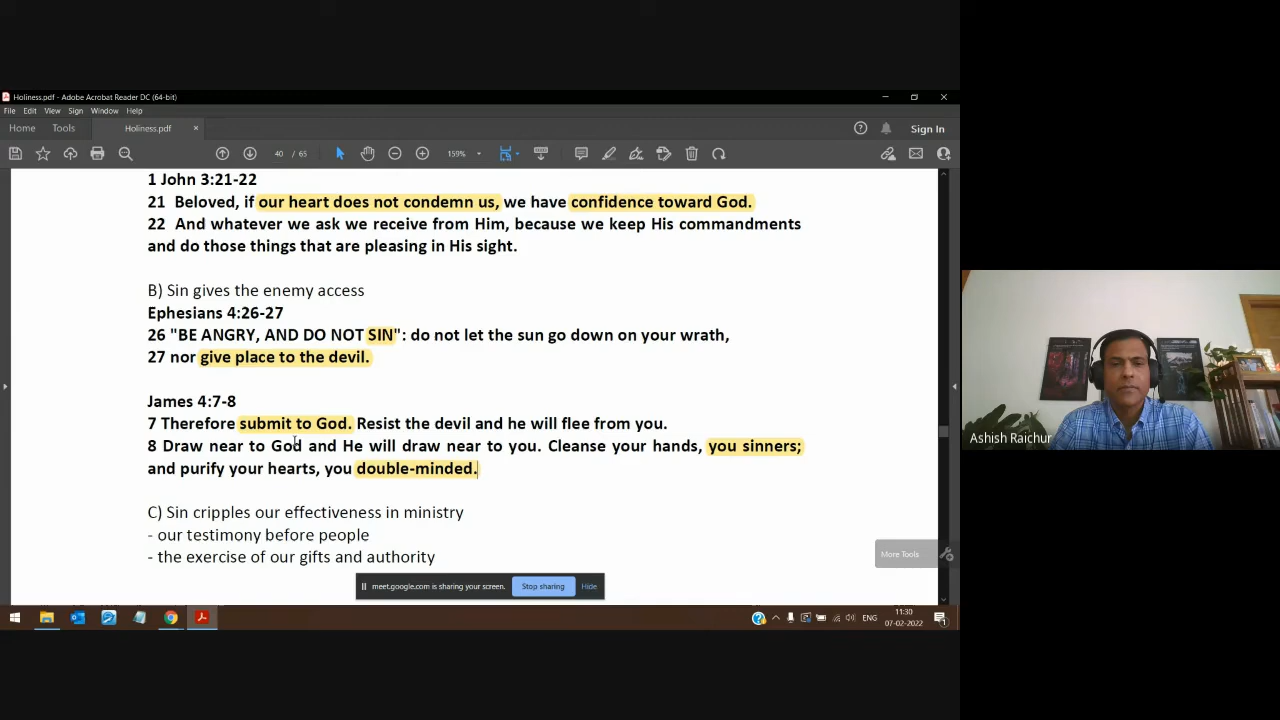 Holiness.pdf - Adobe Acrobat Reader DC (64-bit)
File Edit View Sign Window Help
Home Tools Holiness.pdf × Sign In
40 / 65 159%
1 John 3:21-22
21 Beloved, if our heart does not condemn us, we have confidence toward God.
22 And whatever we ask we receive from Him, because we keep His commandments
and do those things that are pleasing in His sight.
B) Sin gives the enemy access
Ephesians 4:26-27
26 "BE ANGRY, AND DO NOT SIN": do not let the sun go down on your wrath,
27 nor give place to the devil.
James 4:7-8
7 Therefore submit to God. Resist the devil and he will flee from you.
8 Draw near to God and He will draw near to you. Cleanse your hands, you sinners;
and purify your hearts, you double-minded.
C) Sin cripples our effectiveness in ministry
- our testimony before people
- the exercise of our gifts and authority
More Tools
meet.google.com is sharing your screen. Stop sharing Hide
ENG
11:30
07-02-2022
Ashish Raichur